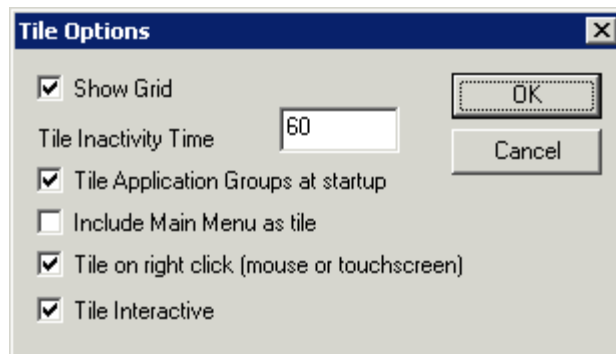 Tile Options
Show Grid
OK
Tile Inactivity Time
60
Cancel
Tile Application Groups at startup
Include Main Menu as tile
Tile on right click (mouse or touchscreen)
Tile Interactive